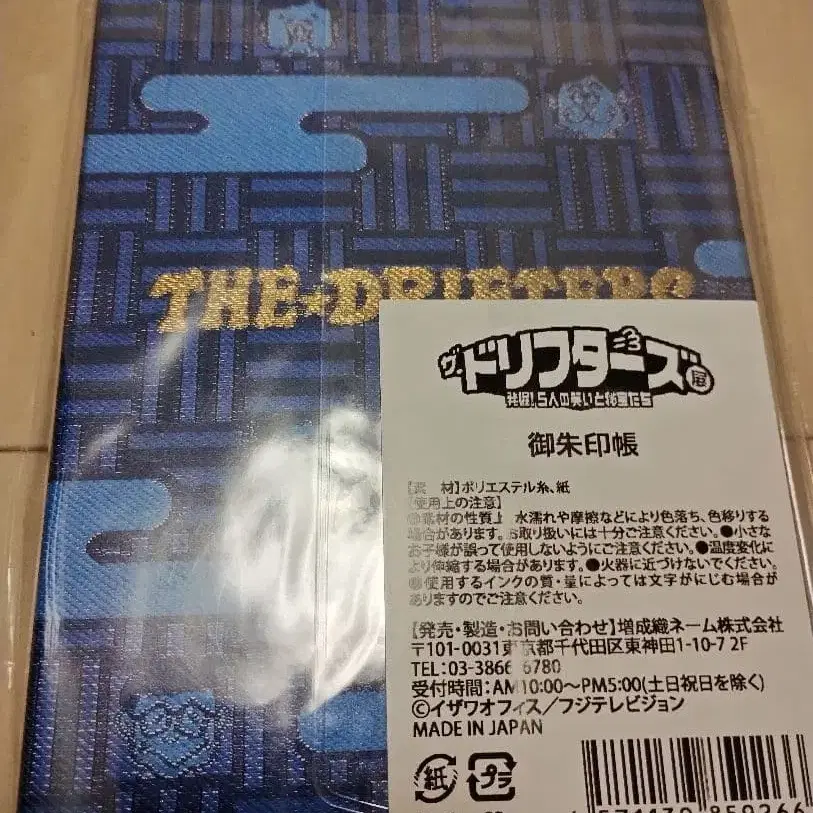 THE★DRIFTERS
ザ・ドリフターズ展
発掘!5人の笑いと秘宝たち
御朱印帳
【素 材】ポリエステル糸、紙
【使用上の注意】
●素材の性質上 水濡れや摩擦などにより色落ち、色移りする
場合があります。お取り扱いには十分ご注意ください。●小さな
お子様が誤って使用しないようにご注意ください。●温度変化に
より伸縮する場合があります。●火器に近づけないでください。
●使用するインクの質・量によっては文字がにじむ場合が
ありますのでご注意ください。
【発売・製造・お問い合わせ】増成織ネーム株式会社
〒101-0031東京都千代田区東神田1-10-7 2F
TEL:03-3866-6780
受付時間:AM10:00〜PM5:00(土日祝日を除く)
©イザワオフィス/フジテレビジョン
MADE IN JAPAN
紙 プラ